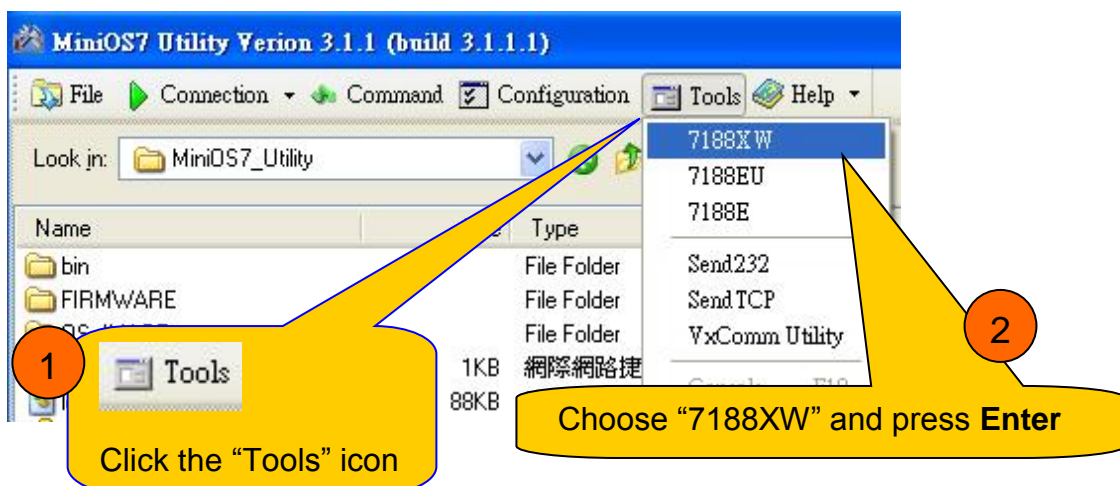 MiniOS7 Utility Verion 3.1.1 (build 3.1.1.1)
File Connection Command Configuration Tools Help
Look in: MiniOS7_Utility
7188XW
7188EU
7188E
Send232
SendTCP
VxComm Utility
Name Type
bin File Folder
FIRMWARE File Folder
File Folder
1KB 網際網路捷
88KB
1
Tools
Click the “Tools” icon
2
Choose “7188XW” and press Enter